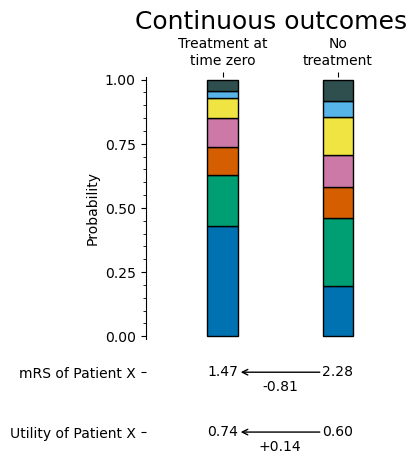 Continuous outcomes
Treatment at
time zero
No
treatment
1.00
0.75
0.50
0.25
0.00
Probability
mRS of Patient X
1.47
2.28
-0.81
Utility of Patient X
0.74
0.60
+0.14